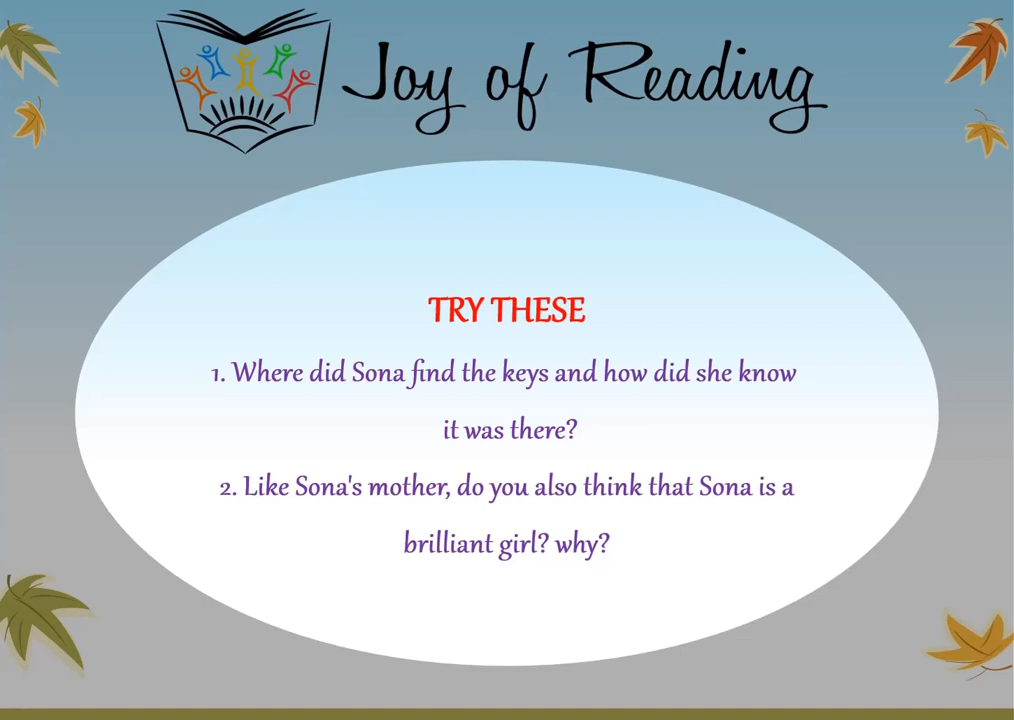 Joy of Reading
TRY THESE
1. Where did Sona find the keys and how did she know
it was there?
2. Like Sona's mother, do you also think that Sona is a
brilliant girl? why?